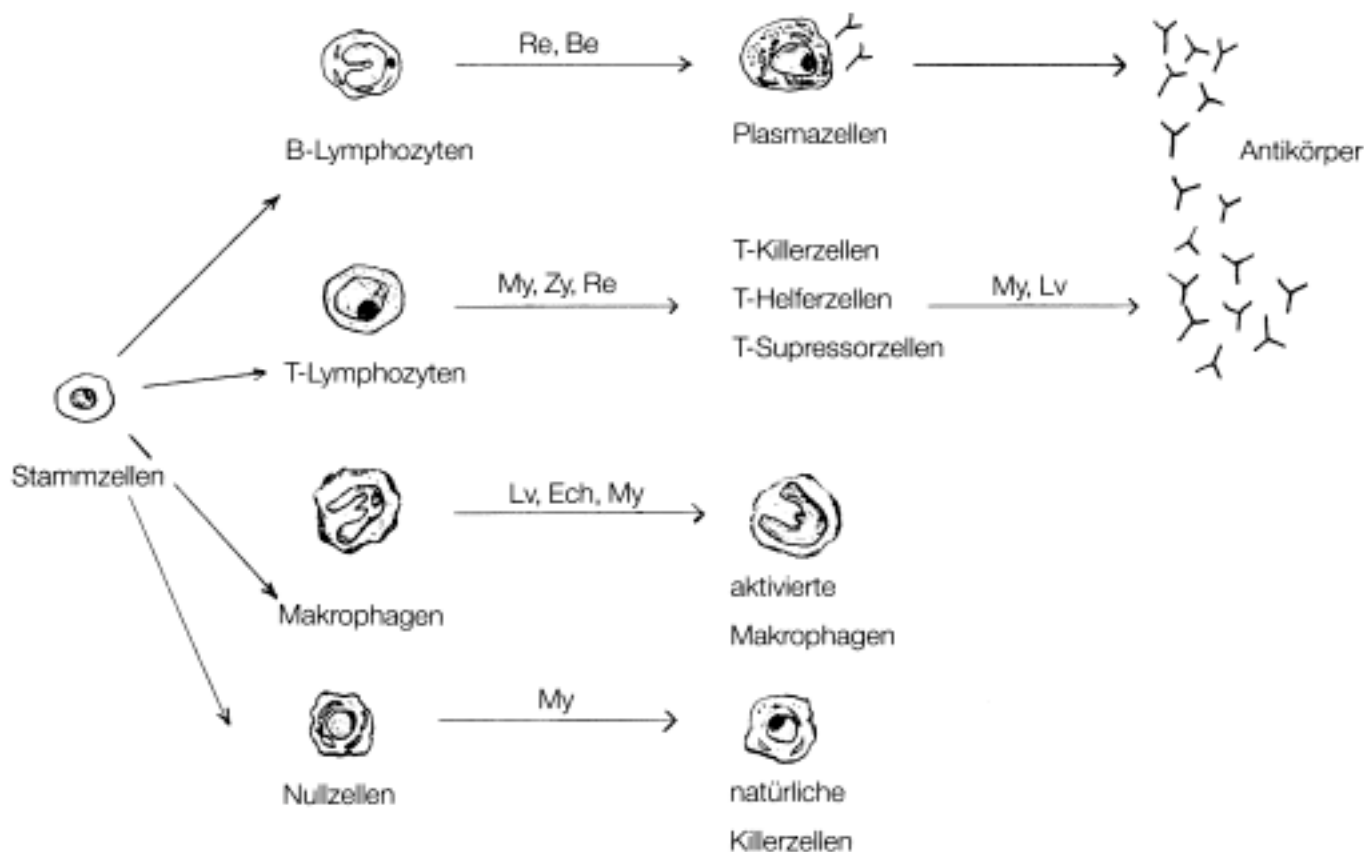 Re, Be
B-Lymphozyten
Plasmazellen
Antikörper
My, Zy, Re
T-Lymphozyten
T-Killerzellen
T-Helferzellen
T-Supressorzellen
My, Lv
Stammzellen
Lv, Ech, My
Makrophagen
aktivierte
Makrophagen
My
Nullzellen
natürliche
Killerzellen